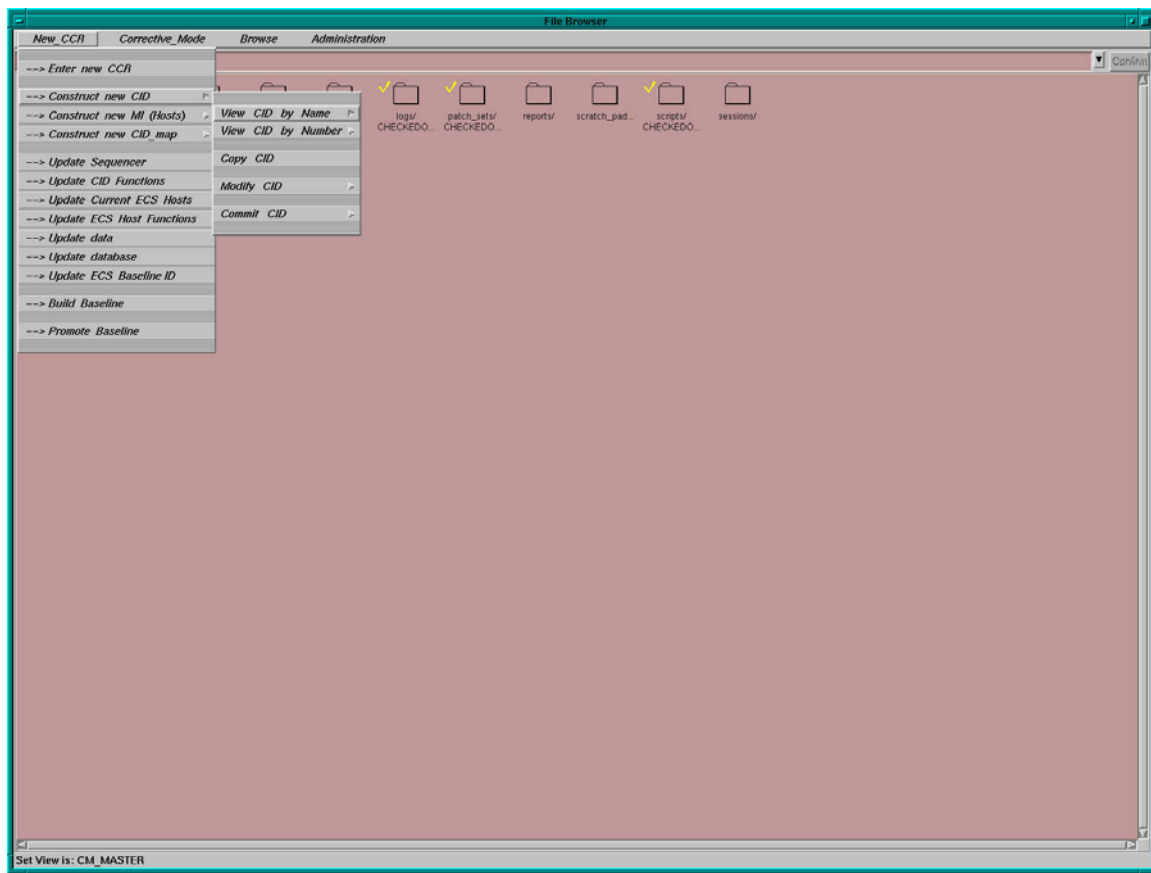 File Browser
New_CCR Corrective_Mode Browse Administration
--> Enter new CCR
Confirm
--> Construct new CID
--> Construct new MI (Hosts)
--> Construct new CID_map
--> Update Sequencer
--> Update CID Functions
--> Update Current ECS Hosts
--> Update ECS Host Functions
--> Update data
--> Update database
--> Update ECS Baseline ID
--> Build Baseline
--> Promote Baseline
View CID by Name
View CID by Number
Copy CID
Modify CID
Commit CID
logs/ patch_sets/ reports/ scratch_pad... scripts/ sessions/
CHECKEDO... CHECKEDO... CHECKEDO...
Set View is: CM_MASTER